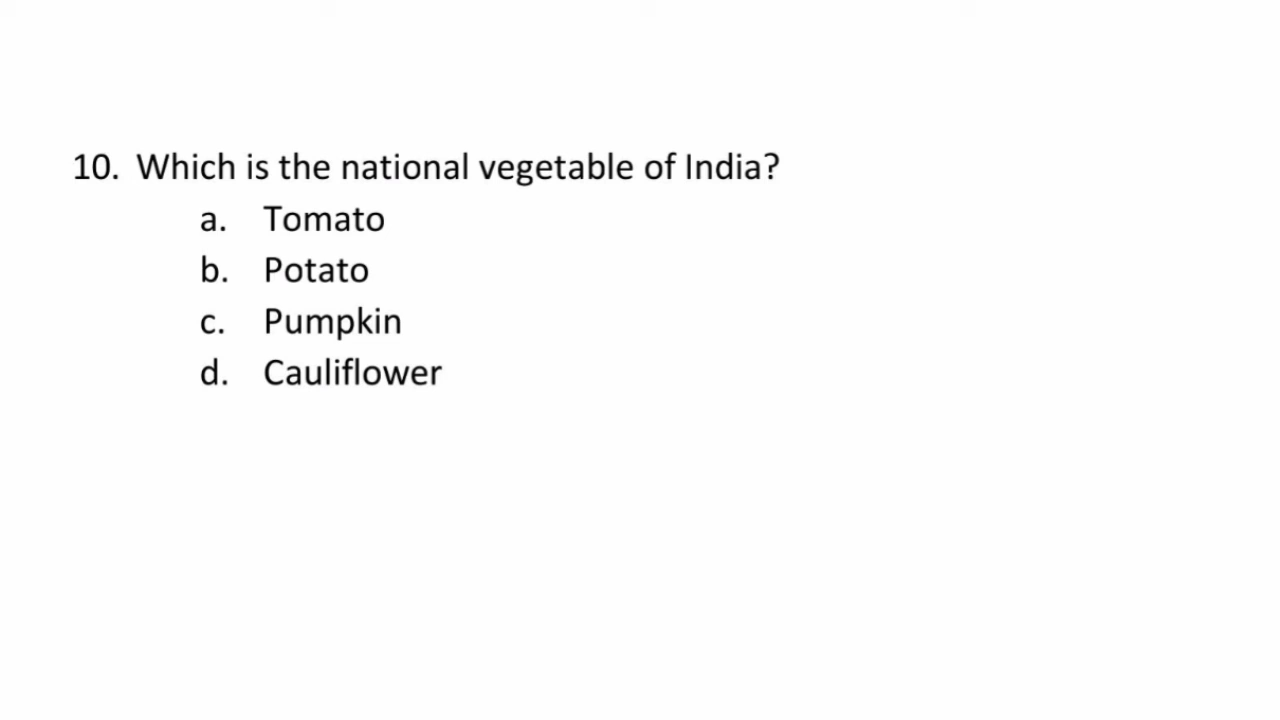 10. Which is the national vegetable of India?
a. Tomato
b. Potato
c. Pumpkin
d. Cauliflower